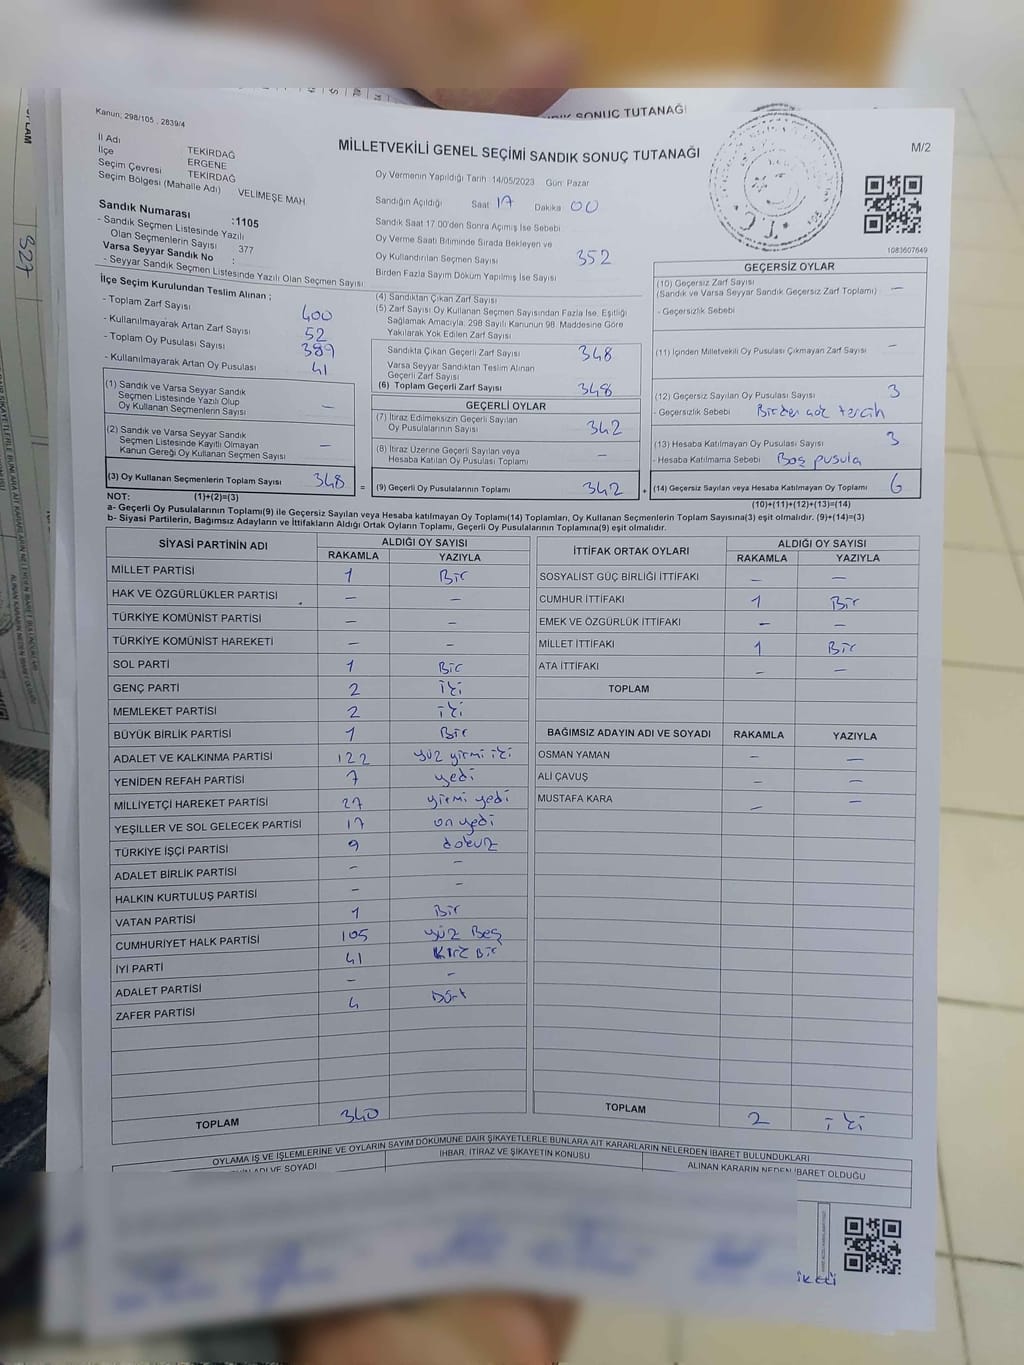 SONUÇ TUTANAĞI
Kanun: 298/105 , 2839/4
MİLLETVEKİLİ GENEL SEÇİMİ SANDIK SONUÇ TUTANAĞI
M/2
İl Adı TEKİRDAĞ
İlçe ERGENE
Seçim Çevresi TEKİRDAĞ
Seçim Bölgesi (Mahalle Adı) VELİMEŞE MAH.
Sandık Numarası :1105
- Sandık Seçmen Listesinde Yazılı
Olan Seçmenlerin Sayısı : 377
Varsa Seyyar Sandık No :
- Seyyar Sandık Seçmen Listesinde Yazılı Olan Seçmen Sayısı
Oy Vermenin Yapıldığı Tarih 14/05/2023 Gün: Pazar
Sandığın Açıldığı Saat 17 Dakika 00
Sandık Saat 17.00'den Sonra Açımış İse Sebebi
Oy Verme Saati Bitiminde Sırada Bekleyen ve
Oy Kullandırılan Seçmen Sayısı 352
Birden Fazla Sayım Döküm Yapılmış İse Sayısı
T.C.
1083607649
İlçe Seçim Kurulundan Teslim Alınan ;
- Toplam Zarf Sayısı 400
- Kullanılmayarak Artan Zarf Sayısı 52
- Toplam Oy Pusulası Sayısı 389
- Kullanılmayarak Artan Oy Pusulası 41
(1) Sandık ve Varsa Seyyar Sandık
Seçmen Listesinde Yazılı Olup
Oy Kullanan Seçmenlerin Sayısı —
(2) Sandık ve Varsa Seyyar Sandık
Seçmen Listesinde Kayıtlı Olmayan
Kanun Gereği Oy Kullanan Seçmen Sayısı —
(3) Oy Kullanan Seçmenlerin Toplam Sayısı 348 =
(4) Sandıktan Çıkan Zarf Sayısı
(5) Zarf Sayısı Oy Kullanan Seçmen Sayısından Fazla İse, Eşitliği
Sağlamak Amacıyla, 298 Sayılı Kanunun 98. Maddesine Göre
Yakılarak Yok Edilen Zarf Sayısı
Sandıkta Çıkan Geçerli Zarf Sayısı 348
Varsa Seyyar Sandıktan Teslim Alınan
Geçerli Zarf Sayısı
(6) Toplam Geçerli Zarf Sayısı 348
GEÇERLİ OYLAR
(7) İtiraz Edilmeksizin Geçerli Sayılan
Oy Pusulalarının Sayısı 342
(8) İtiraz Üzerine Geçerli Sayılan veya
Hesaba Katılan Oy Pusulası Toplamı —
(9) Geçerli Oy Pusulalarının Toplamı 342 +
GEÇERSİZ OYLAR
(10) Geçersiz Zarf Sayısı
(Sandık ve Varsa Seyyar Sandık Geçersiz Zarf Toplamı) —
- Geçersizlik Sebebi
(11) İçinden Milletvekili Oy Pusulası Çıkmayan Zarf Sayısı —
(12) Geçersiz Sayılan Oy Pusulası Sayısı 3
- Geçersizlik Sebebi Birden çok tercih
(13) Hesaba Katılmayan Oy Pusulası Sayısı 3
- Hesaba Katılmama Sebebi Boş pusula
(14) Geçersiz Sayılan veya Hesaba Katılmayan Oy Toplamı 6
NOT: (1)+(2)=(3)
(10)+(11)+(12)+(13)=(14)
a- Geçerli Oy Pusulalarının Toplamı(9) ile Geçersiz Sayılan veya Hesaba katılmayan Oy Toplamı(14) Toplamları, Oy Kullanan Seçmenlerin Toplam Sayısına(3) eşit olmalıdır. (9)+(14)=(3)
b- Siyasi Partilerin, Bağımsız Adayların ve İttifakların Aldığı Ortak Oyların Toplamı, Geçerli Oy Pusulalarının Toplamına(9) eşit olmalıdır.
SİYASİ PARTİNİN ADI ALDIĞI OY SAYISI
RAKAMLA YAZIYLA
MİLLET PARTİSİ 1 Bir
HAK VE ÖZGÜRLÜKLER PARTİSİ — —
TÜRKİYE KOMÜNİST PARTİSİ — —
TÜRKİYE KOMÜNİST HAREKETİ — —
SOL PARTİ 1 Bir
GENÇ PARTİ 2 iki
MEMLEKET PARTİSİ 2 iki
BÜYÜK BİRLİK PARTİSİ 1 Bir
ADALET VE KALKINMA PARTİSİ 122 yüz yirmi iki
YENİDEN REFAH PARTİSİ 7 yedi
MİLLİYETÇİ HAREKET PARTİSİ 27 yirmi yedi
YEŞİLLER VE SOL GELECEK PARTİSİ 17 on yedi
TÜRKİYE İŞÇİ PARTİSİ 9 dokuz
ADALET BİRLİK PARTİSİ — —
HALKIN KURTULUŞ PARTİSİ — —
VATAN PARTİSİ 1 Bir
CUMHURİYET HALK PARTİSİ 105 yüz Beş
İYİ PARTİ 41 Kırk Bir
ADALET PARTİSİ — —
ZAFER PARTİSİ 4 Dört
TOPLAM 340
İTTİFAK ORTAK OYLARI ALDIĞI OY SAYISI
RAKAMLA YAZIYLA
SOSYALİST GÜÇ BİRLİĞİ İTTİFAKI — —
CUMHUR İTTİFAKI 1 Bir
EMEK VE ÖZGÜRLÜK İTTİFAKI — —
MİLLET İTTİFAKI 1 Bir
ATA İTTİFAKI — —
TOPLAM
BAĞIMSIZ ADAYIN ADI VE SOYADI RAKAMLA YAZIYLA
OSMAN YAMAN — —
ALİ ÇAVUŞ — —
MUSTAFA KARA — —
TOPLAM 2 iki
OYLAMA İŞ VE İŞLEMLERİNE VE OYLARIN SAYIM DÖKÜMÜNE DAİR ŞİKAYETLERLE BUNLARA AİT KARARLARIN NELERDEN İBARET BULUNDUKLARI
ADI VE SOYADI İHBAR, İTİRAZ VE ŞİKAYETİN KONUSU ALINAN KARARIN NEDEN İBARET OLDUĞU
327